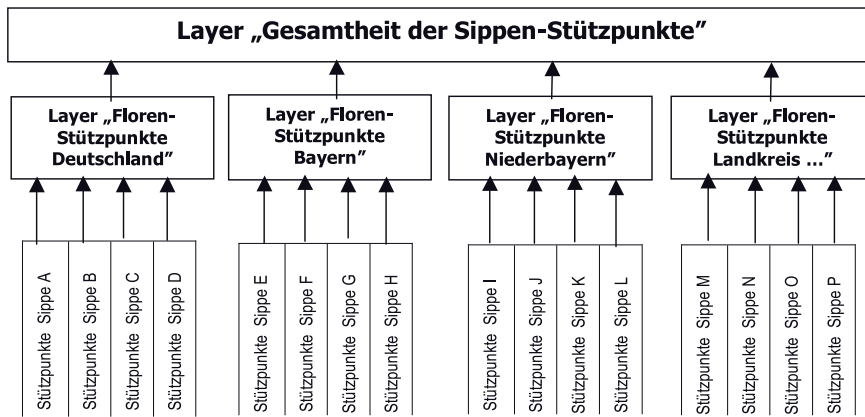 Layer „Gesamtheit der Sippen-Stützpunkte”
Layer „Floren-
Stützpunkte
Deutschland”
Layer „Floren-
Stützpunkte
Bayern”
Layer „Floren-
Stützpunkte
Niederbayern”
Layer „Floren-
Stützpunkte
Landkreis ...”
Stützpunkte Sippe A
Stützpunkte Sippe B
Stützpunkte Sippe C
Stützpunkte Sippe D
Stützpunkte Sippe E
Stützpunkte Sippe F
Stützpunkte Sippe G
Stützpunkte Sippe H
Stützpunkte Sippe I
Stützpunkte Sippe J
Stützpunkte Sippe K
Stützpunkte Sippe L
Stützpunkte Sippe M
Stützpunkte Sippe N
Stützpunkte Sippe O
Stützpunkte Sippe P